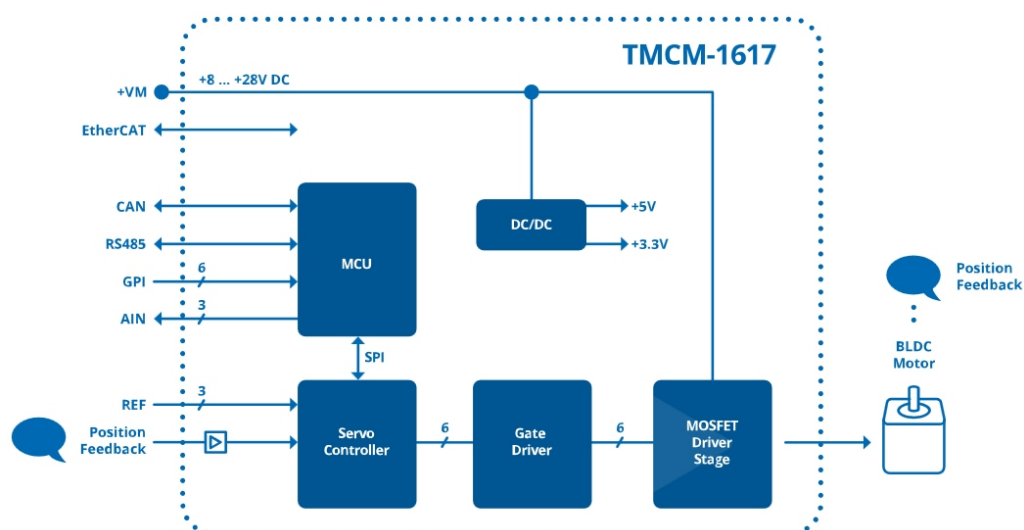 TMCM-1617
+8 ... +28V DC
+VM
EtherCAT
CAN
RS485
GPI
6
AIN
3
MCU
DC/DC
+5V
+3.3V
SPI
REF
3
Position
Feedback
Servo
Controller
6
Gate
Driver
6
MOSFET
Driver
Stage
Position
Feedback
BLDC
Motor